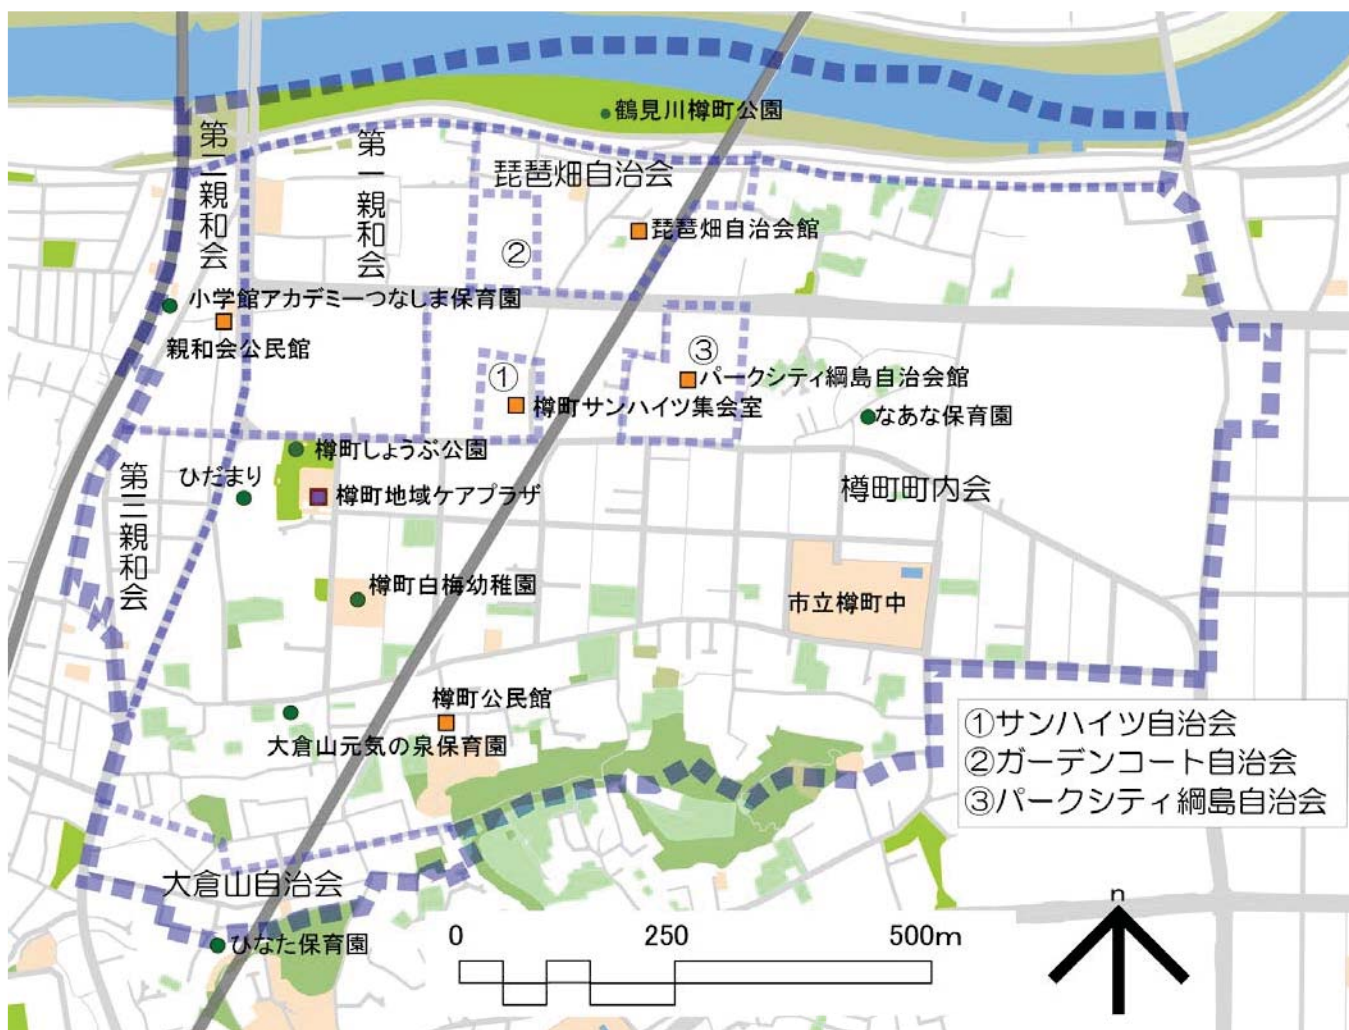 鶴見川樽町公園
第二親和会
第一親和会
琵琶畑自治会
琵琶畑自治会館
②
小学館アカデミーつなしま保育園
親和会公民館
③
①
パークシティ綱島自治会館
樽町サンハイツ集会室
なあな保育園
樽町しょうぶ公園
ひだまり
第三親和会
樽町地域ケアプラザ
樽町町内会
樽町白梅幼稚園
市立樽町中
樽町公民館
大倉山元気の泉保育園
①サンハイツ自治会
②ガーデンコート自治会
③パークシティ綱島自治会
大倉山自治会
ひなた保育園
0 250 500m
n